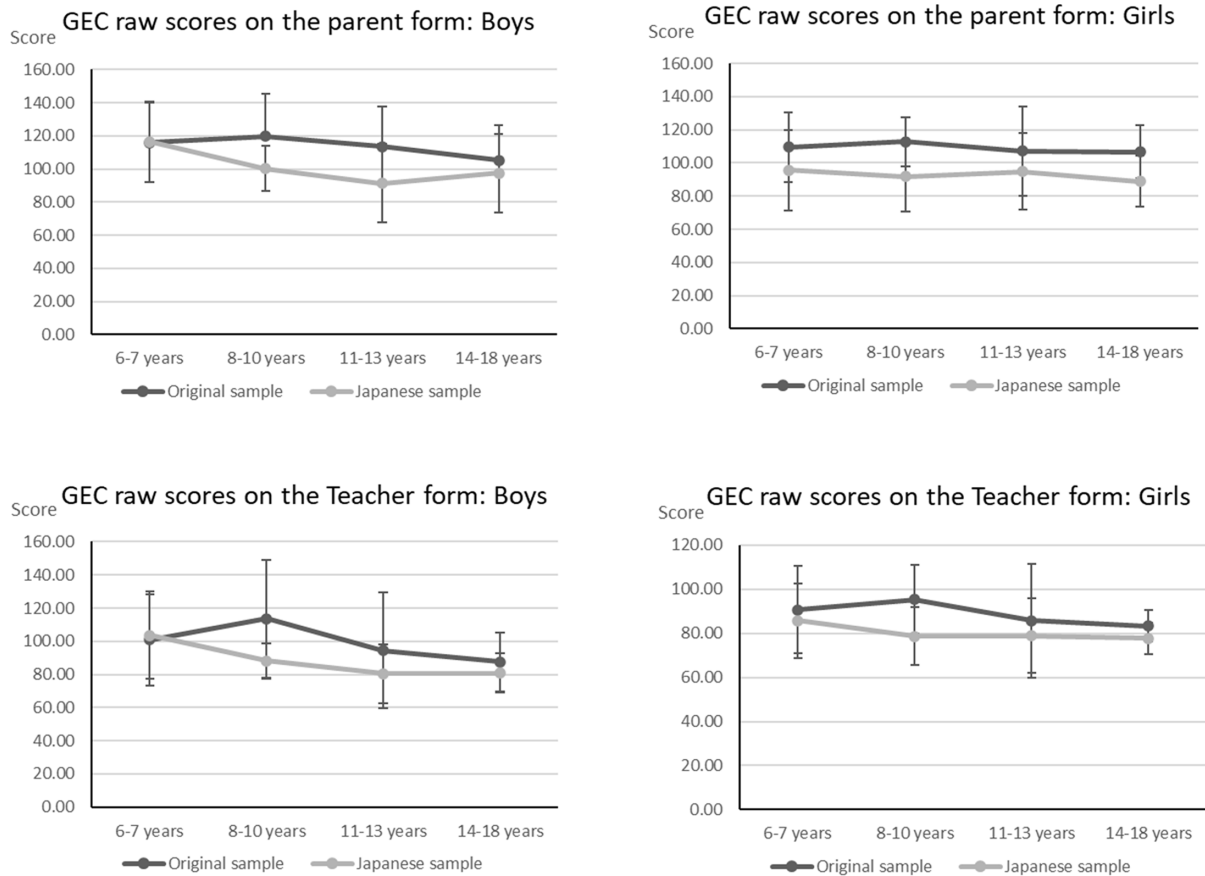 GEC raw scores on the parent form: Boys
Score
160.00
140.00
120.00
100.00
80.00
60.00
40.00
20.00
0.00
6-7 years 8-10 years 11-13 years 14-18 years
Original sample Japanese sample
GEC raw scores on the parent form: Girls
Score
160.00
140.00
120.00
100.00
80.00
60.00
40.00
20.00
0.00
6-7 years 8-10 years 11-13 years 14-18 years
Original sample Japanese sample
GEC raw scores on the Teacher form: Boys
Score
160.00
140.00
120.00
100.00
80.00
60.00
40.00
20.00
0.00
6-7 years 8-10 years 11-13 years 14-18 years
Original sample Japanese sample
GEC raw scores on the Teacher form: Girls
Score
120.00
100.00
80.00
60.00
40.00
20.00
0.00
6-7 years 8-10 years 11-13 years 14-18 years
Original sample Japanese sample